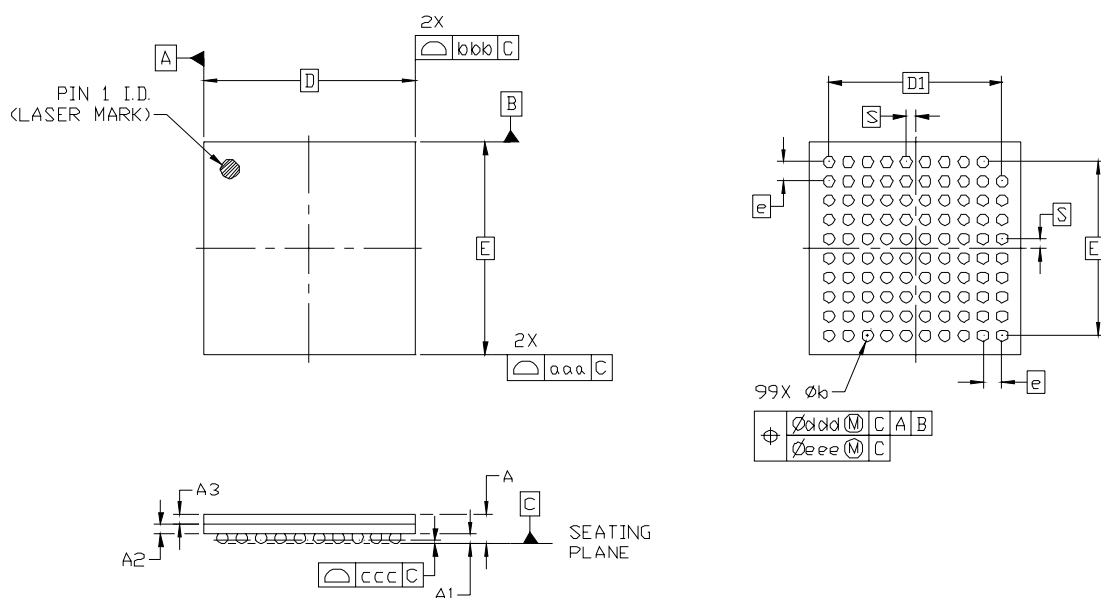 2X
bbb C
A
D
PIN 1 I.D.
(LASER MARK)
B
E
2X
aaa C
D1
S
e
S
E
e
99X Øb
Øddd M C A B
Øeee M C
A3
A
C
SEATING
PLANE
A2
ccc C
A1